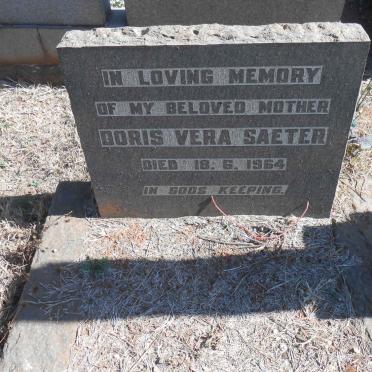 IN LOVING MEMORY
OF MY BELOVED MOTHER
DORIS VERA SAETER
DIED 18. 6. 1964
IN GODS KEEPING.